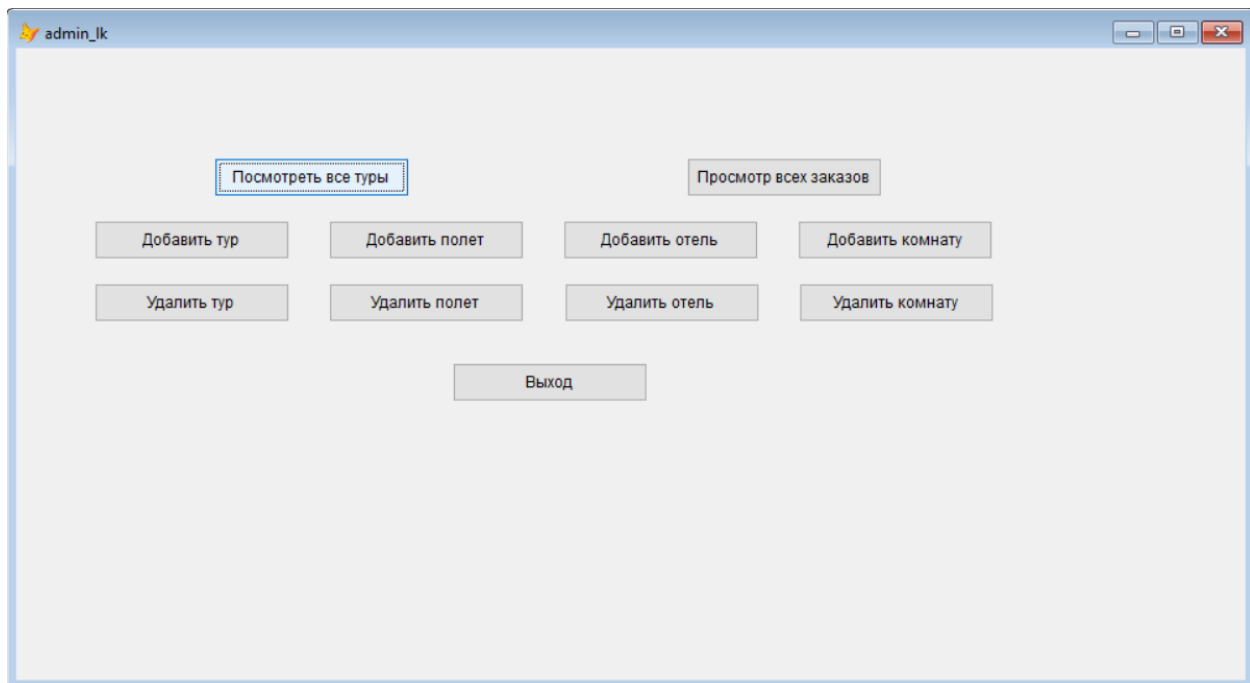 admin_lk
Посмотреть все туры Просмотр всех заказов
Добавить тур Добавить полет Добавить отель Добавить комнату
Удалить тур Удалить полет Удалить отель Удалить комнату
Выход